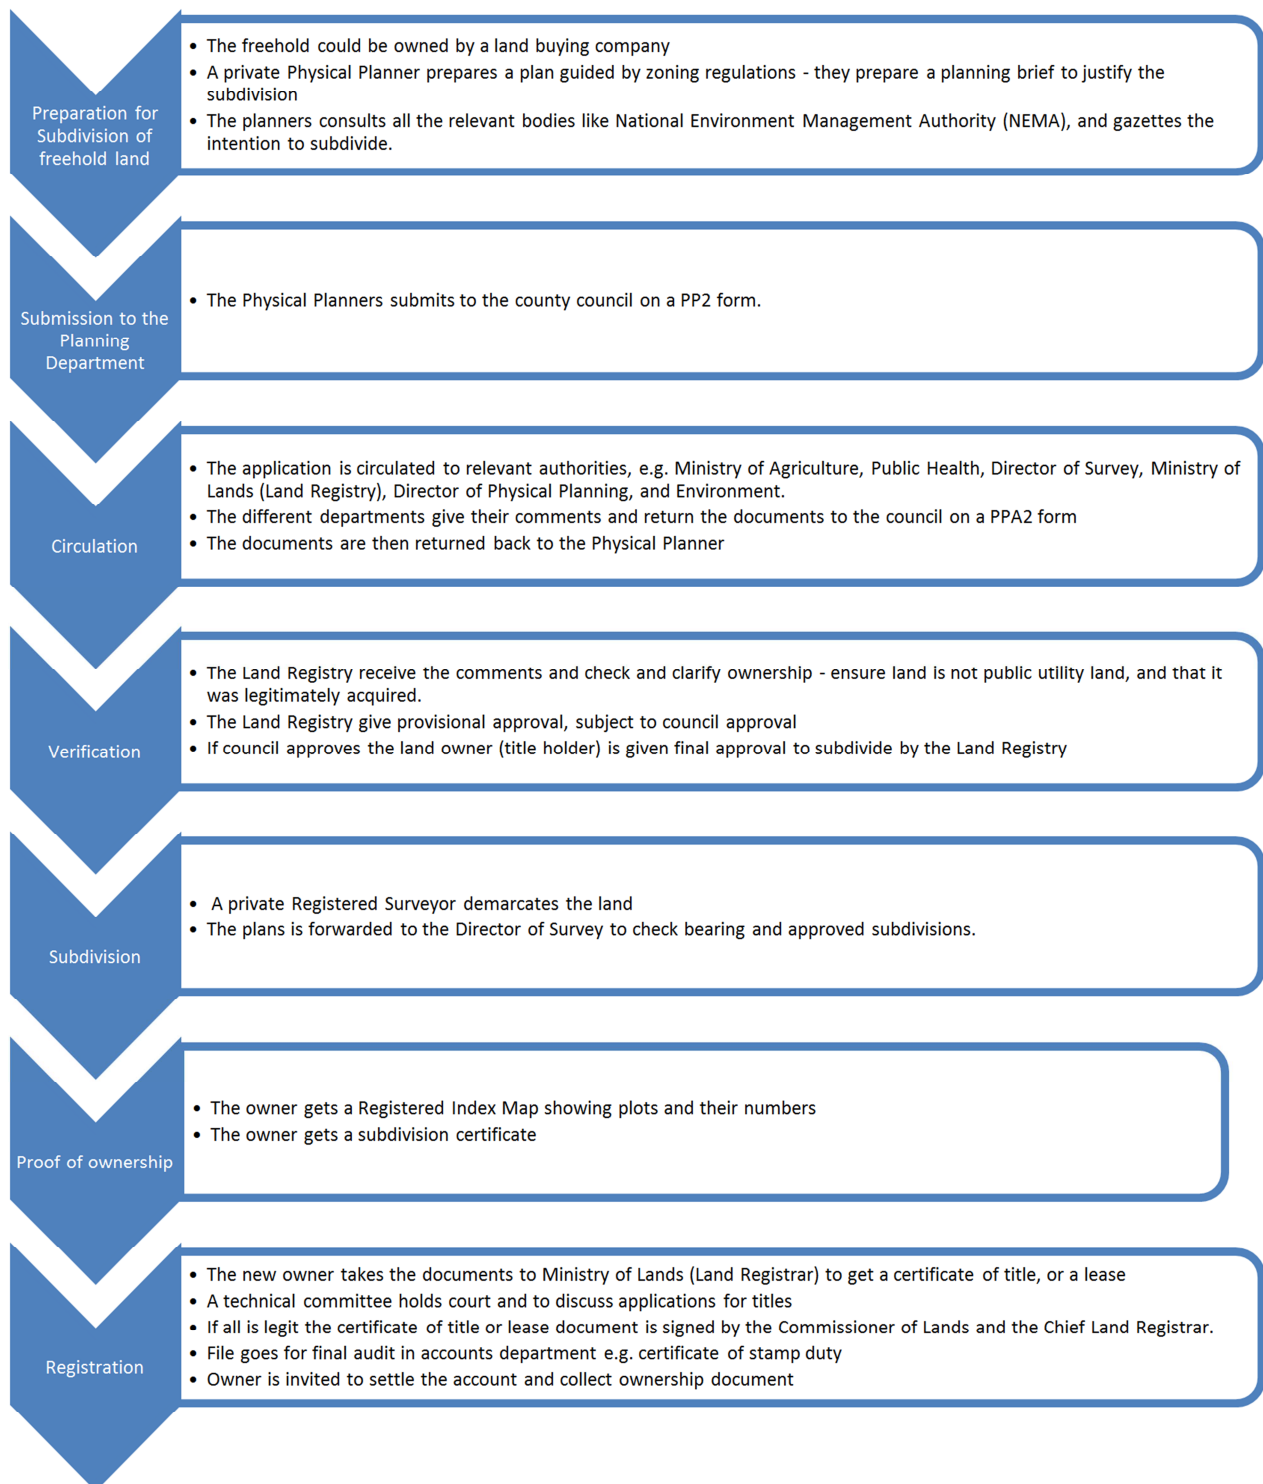 Preparation for
Subdivision of
freehold land
• The freehold could be owned by a land buying company
• A private Physical Planner prepares a plan guided by zoning regulations - they prepare a planning brief to justify the
subdivision
• The planners consults all the relevant bodies like National Environment Management Authority (NEMA), and gazettes the
intention to subdivide.
Submission to the
Planning
Department
• The Physical Planners submits to the county council on a PP2 form.
Circulation
• The application is circulated to relevant authorities, e.g. Ministry of Agriculture, Public Health, Director of Survey, Ministry of
Lands (Land Registry), Director of Physical Planning, and Environment.
• The different departments give their comments and return the documents to the council on a PPA2 form
• The documents are then returned back to the Physical Planner
Verification
• The Land Registry receive the comments and check and clarify ownership - ensure land is not public utility land, and that it
was legitimately acquired.
• The Land Registry give provisional approval, subject to council approval
• If council approves the land owner (title holder) is given final approval to subdivide by the Land Registry
Subdivision
• A private Registered Surveyor demarcates the land
• The plans is forwarded to the Director of Survey to check bearing and approved subdivisions.
Proof of ownership
• The owner gets a Registered Index Map showing plots and their numbers
• The owner gets a subdivision certificate
Registration
• The new owner takes the documents to Ministry of Lands (Land Registrar) to get a certificate of title, or a lease
• A technical committee holds court and to discuss applications for titles
• If all is legit the certificate of title or lease document is signed by the Commissioner of Lands and the Chief Land Registrar.
• File goes for final audit in accounts department e.g. certificate of stamp duty
• Owner is invited to settle the account and collect ownership document